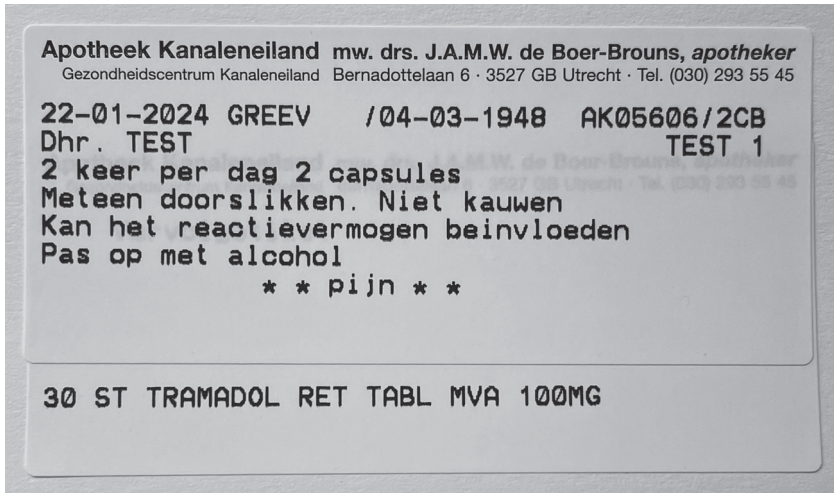 Apotheek Kanaleneiland mw. drs. J.A.M.W. de Boer-Brouns, apotheker
Gezondheidscentrum Kanaleneiland Bernadottelaan 6 · 3527 GB Utrecht · Tel. (030) 293 55 45
22-01-2024 GREEV /04-03-1948 AK05606/2CB
Dhr. TEST TEST 1
2 keer per dag 2 capsules
Meteen doorslikken. Niet kauwen
Kan het reactievermogen beinvloeden
Pas op met alcohol
* * pijn * *
30 ST TRAMADOL RET TABL MVA 100MG